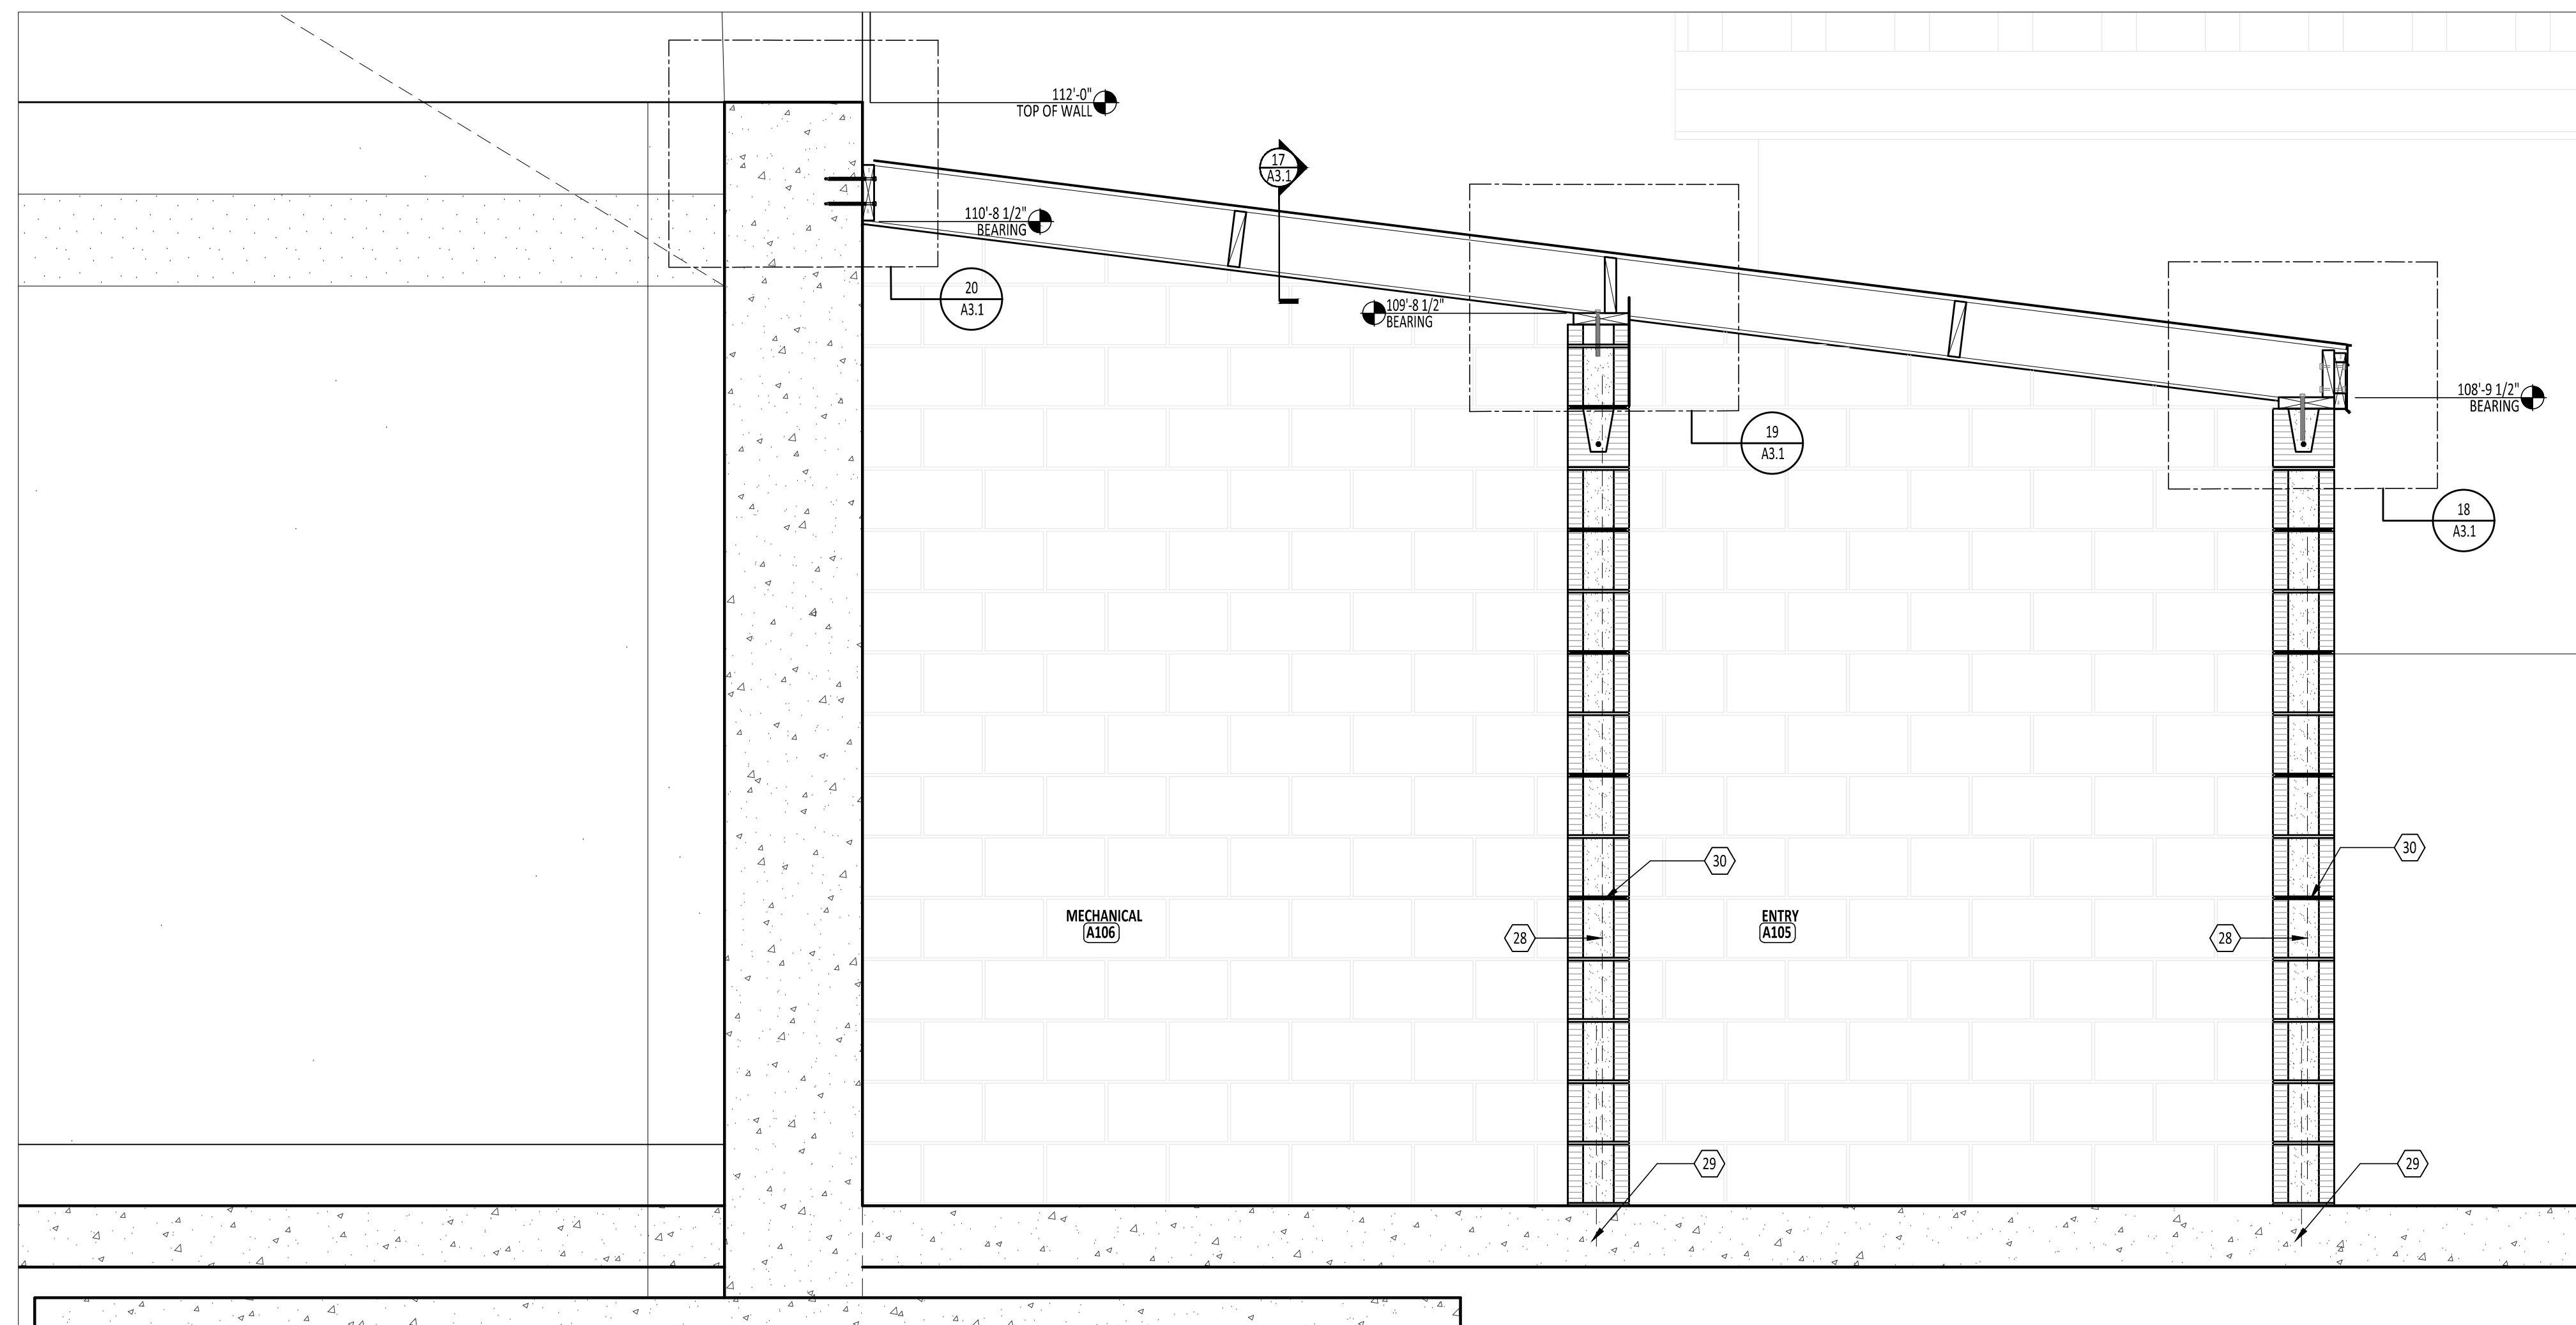 112'-0"
TOP OF WALL
17
A3.1
110'-8 1/2"
BEARING
20
A3.1
109'-8 1/2"
BEARING
19
A3.1
108'-9 1/2"
BEARING
18
A3.1
30
30
MECHANICAL
A106
28
ENTRY
A105
28
29
29